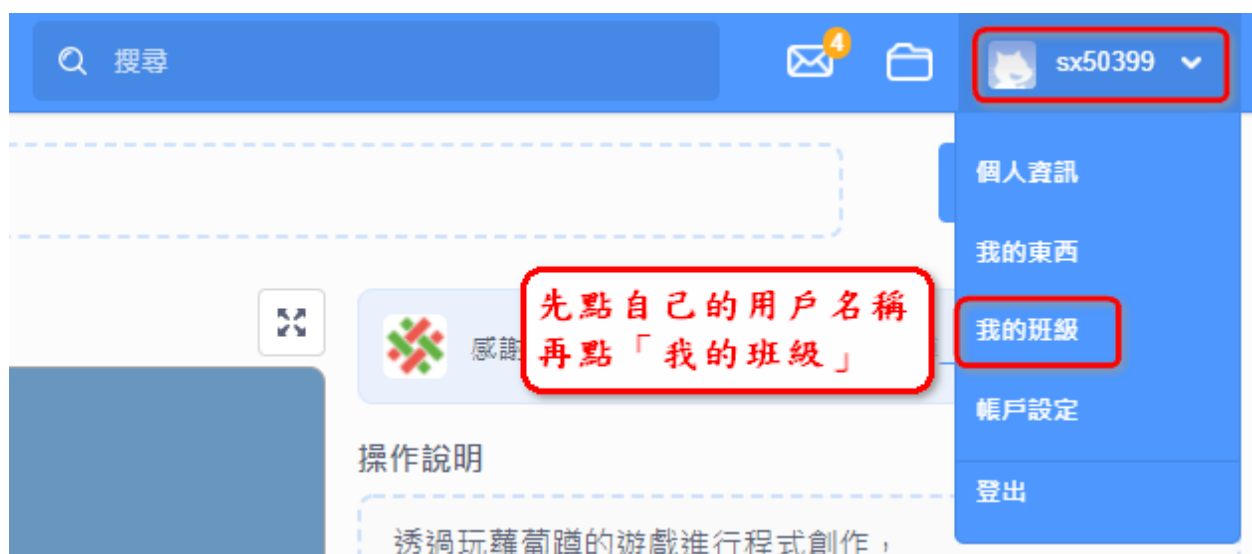 搜尋
4
sx50399
個人資訊
我的東西
先點自己的用戶名稱
我的班級
感謝
再點「我的班級」
帳戶設定
操作說明
登出
透過玩蘿蔔蹲的遊戲進行程式創作，